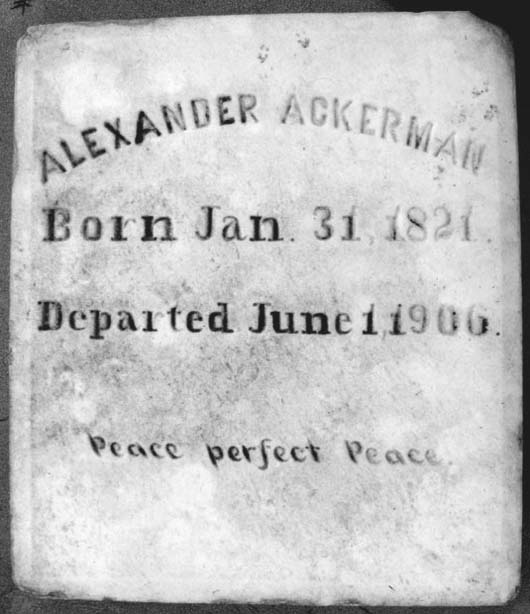 ALEXANDER ACKERMAN
Born Jan. 31, 1821.
Departed June 1, 1906.
Peace perfect Peace.